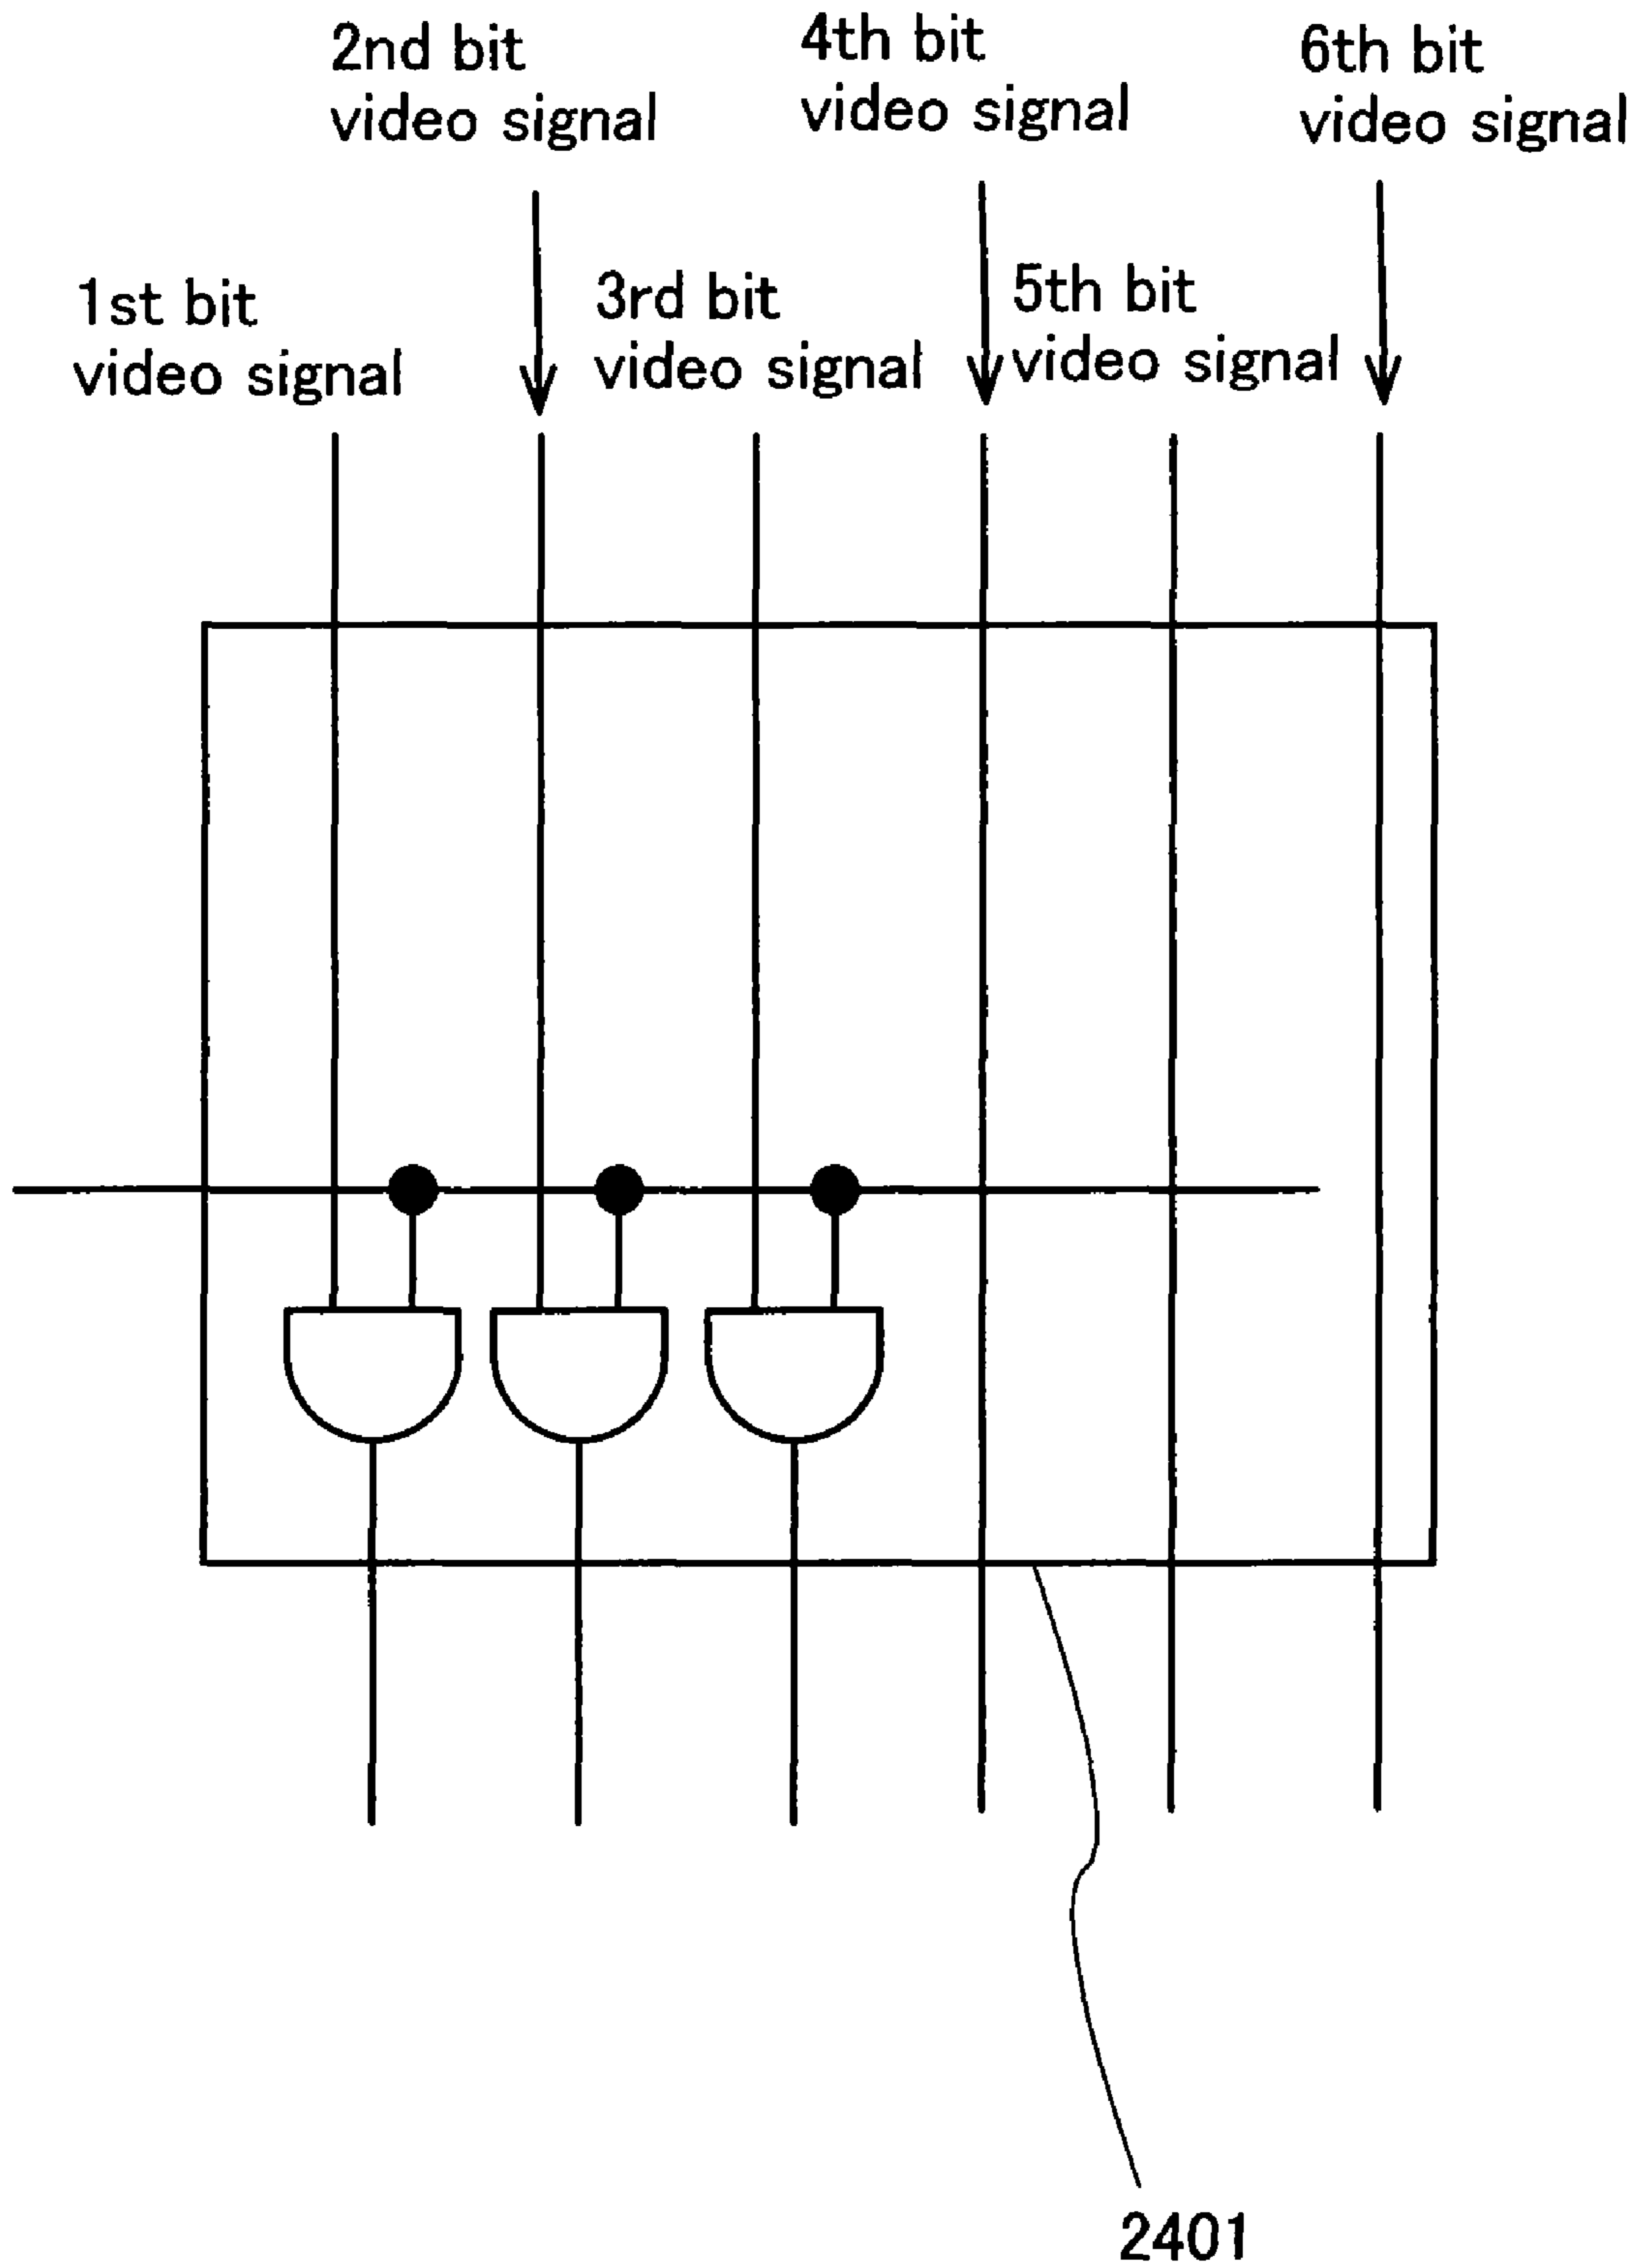 2nd bit
video signal
4th bit
video signal
6th bit
video signal
1st bit
video signal
3rd bit
video signal
5th bit
video signal
2401